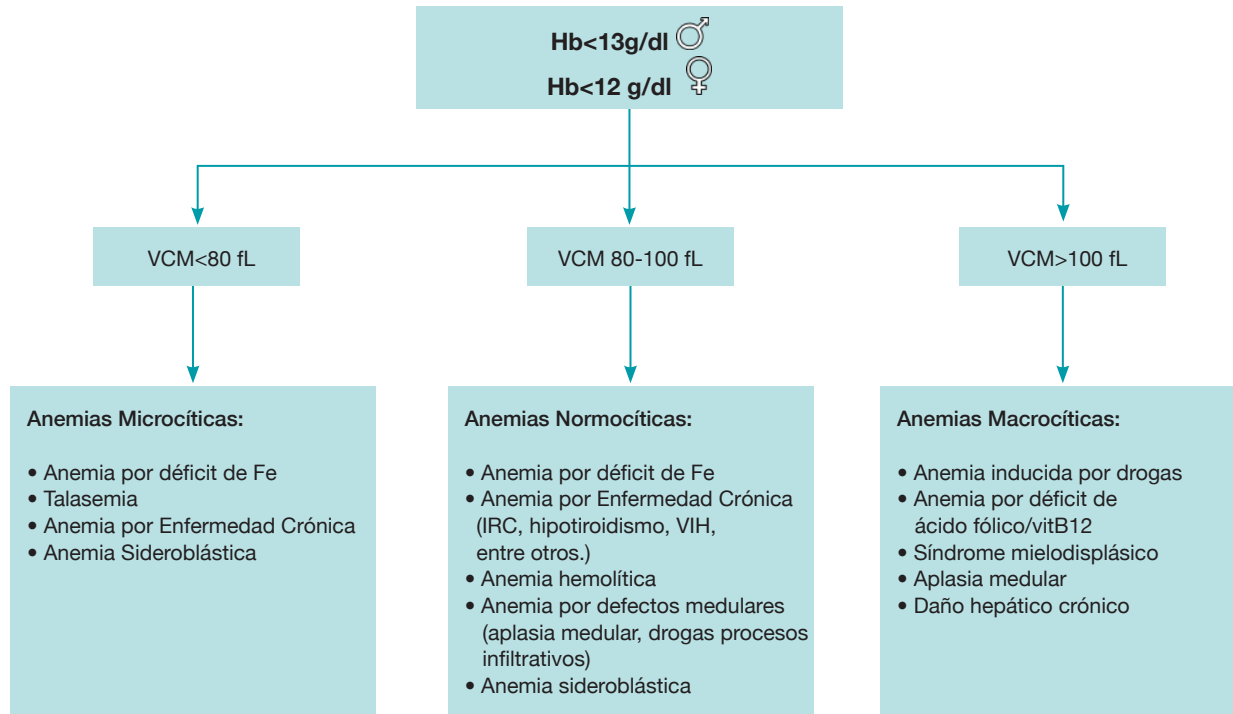 Hb<13g/dl ♂
Hb<12 g/dl ♀
VCM<80 fL
VCM 80-100 fL
VCM>100 fL
Anemias Microcíticas:
• Anemia por déficit de Fe
• Talasemia
• Anemia por Enfermedad Crónica
• Anemia Sideroblástica
Anemias Normocíticas:
• Anemia por déficit de Fe
• Anemia por Enfermedad Crónica
(IRC, hipotiroidismo, VIH,
entre otros.)
• Anemia hemolítica
• Anemia por defectos medulares
(aplasia medular, drogas procesos
infiltrativos)
• Anemia sideroblástica
Anemias Macrocíticas:
• Anemia inducida por drogas
• Anemia por déficit de
ácido fólico/vitB12
• Síndrome mielodisplásico
• Aplasia medular
• Daño hepático crónico